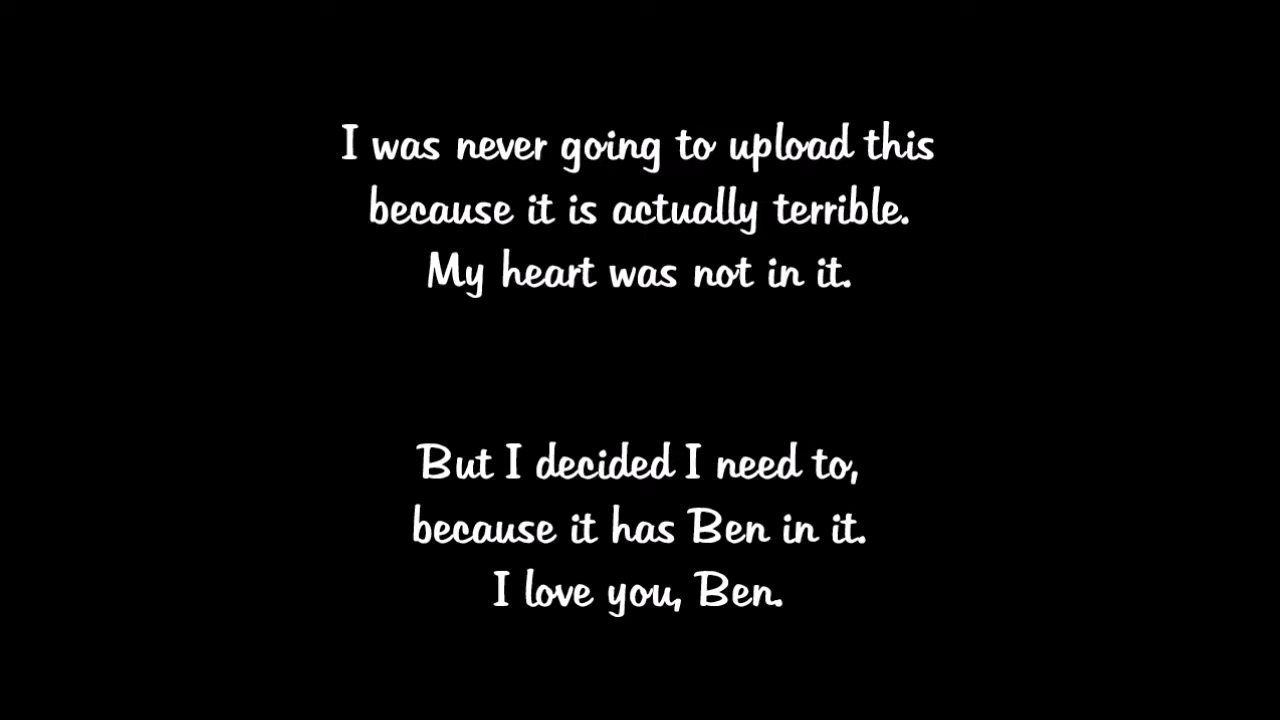 I was never going to upload this
because it is actually terrible.
My heart was not in it.
But I decided I need to,
because it has Ben in it.
I love you, Ben.